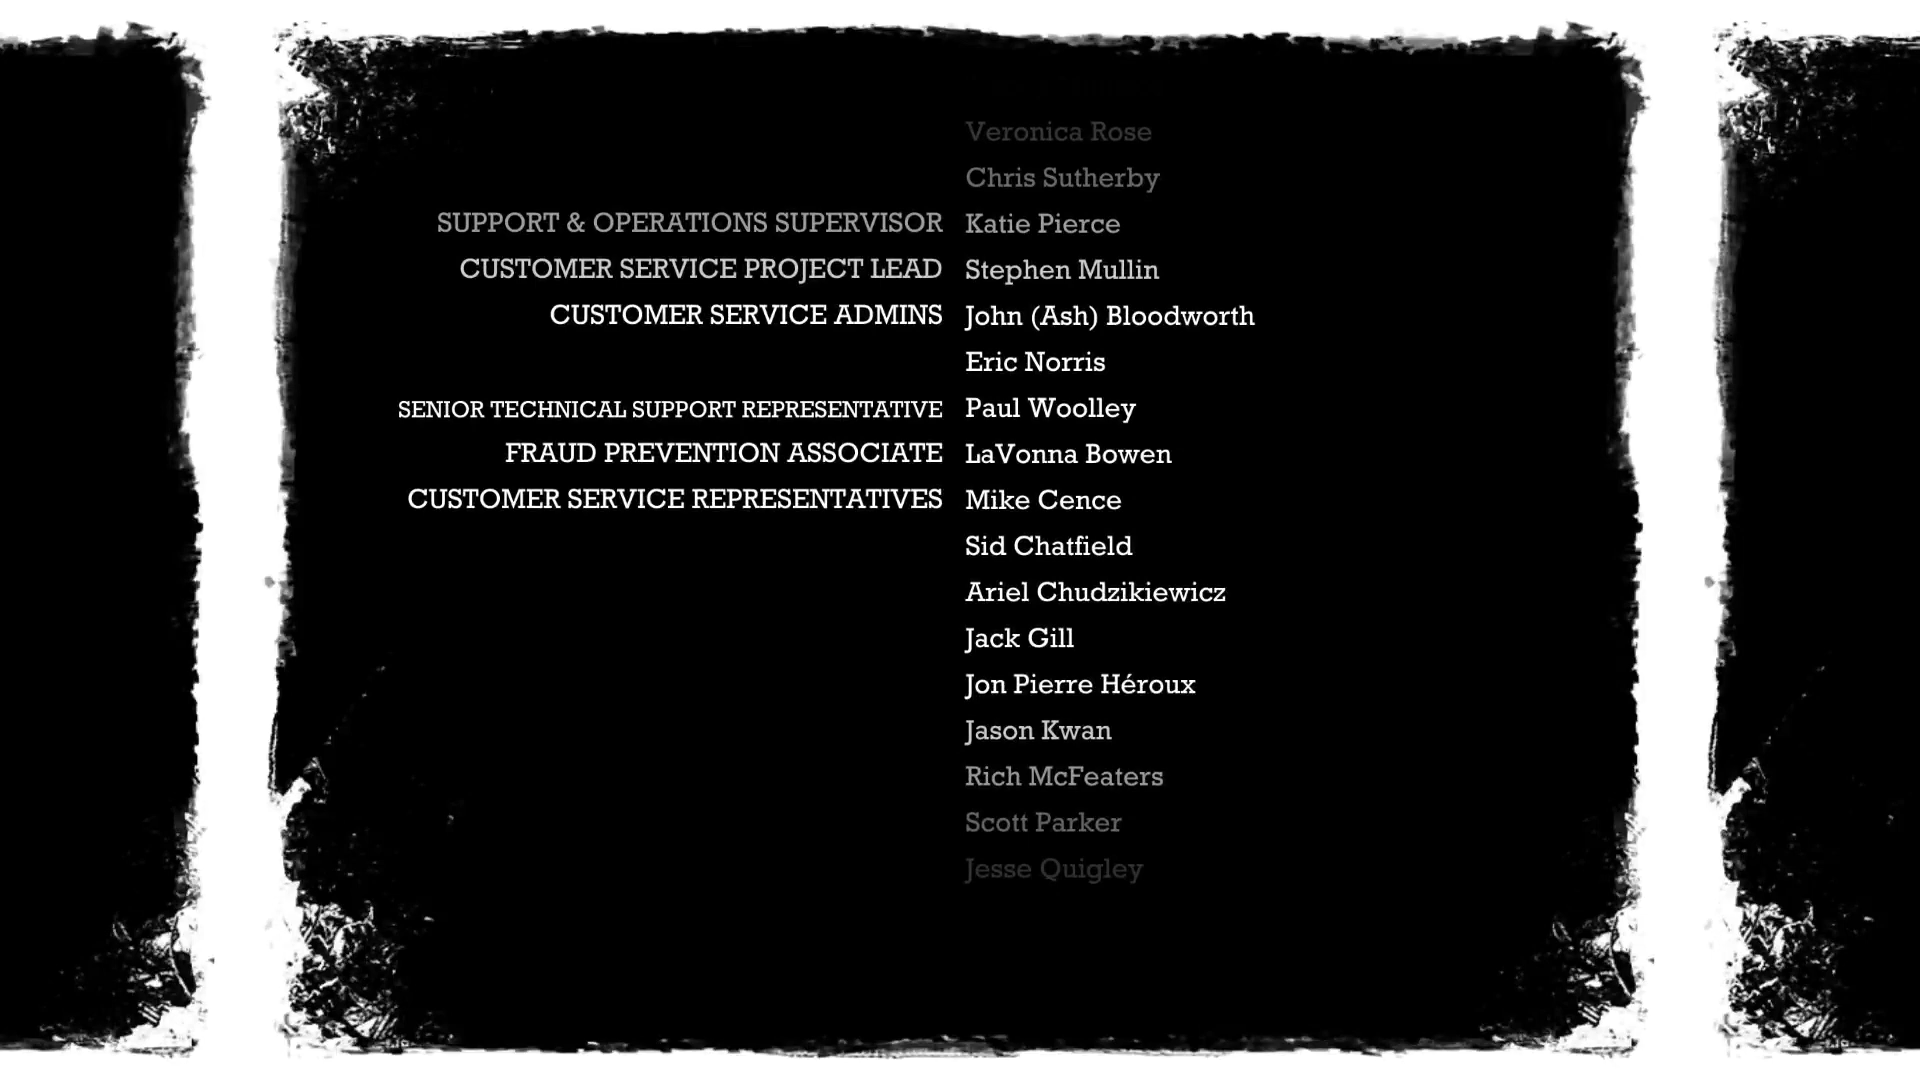 Veronica Rose
Chris Sutherby
SUPPORT & OPERATIONS SUPERVISOR Katie Pierce
CUSTOMER SERVICE PROJECT LEAD Stephen Mullin
CUSTOMER SERVICE ADMINS John (Ash) Bloodworth
Eric Norris
SENIOR TECHNICAL SUPPORT REPRESENTATIVE Paul Woolley
FRAUD PREVENTION ASSOCIATE LaVonna Bowen
CUSTOMER SERVICE REPRESENTATIVES Mike Cence
Sid Chatfield
Ariel Chudzikiewicz
Jack Gill
Jon Pierre Héroux
Jason Kwan
Rich McFeaters
Scott Parker
Jesse Quigley